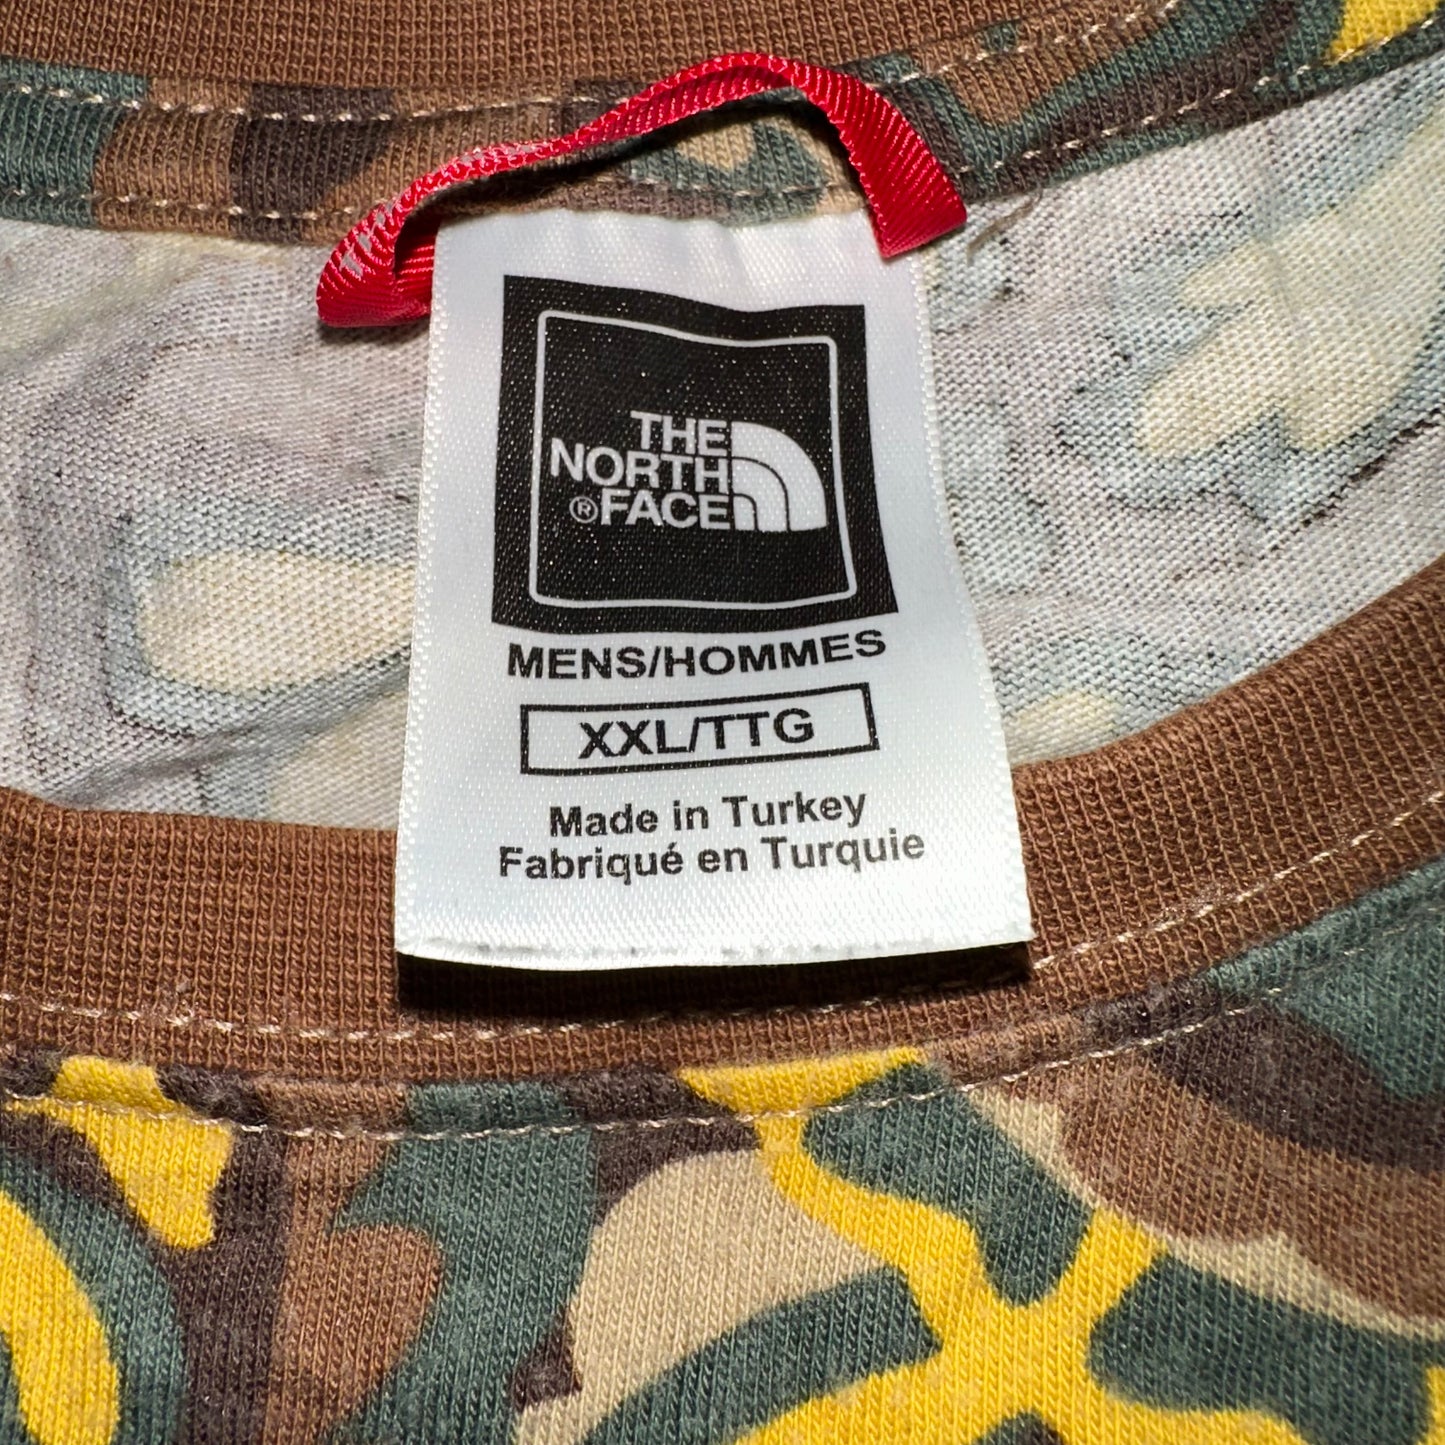 THE
NORTH
®FACE
MENS/HOMMES
XXL/TTG
Made in Turkey
Fabriqué en Turquie